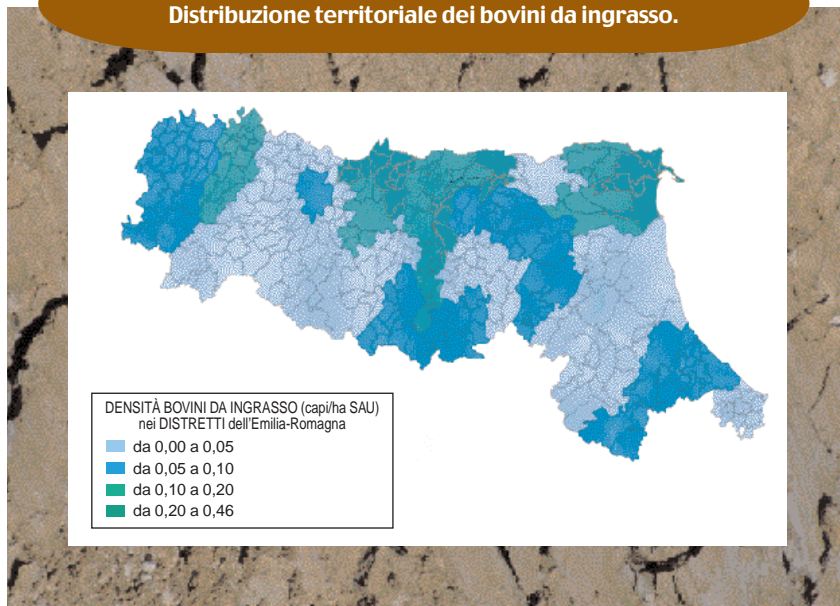 Distribuzione territoriale dei bovini da ingrasso.
DENSITÀ BOVINI DA INGRASSO (capi/ha SAU)
nei DISTRETTI dell'Emilia-Romagna
da 0,00 a 0,05
da 0,05 a 0,10
da 0,10 a 0,20
da 0,20 a 0,46